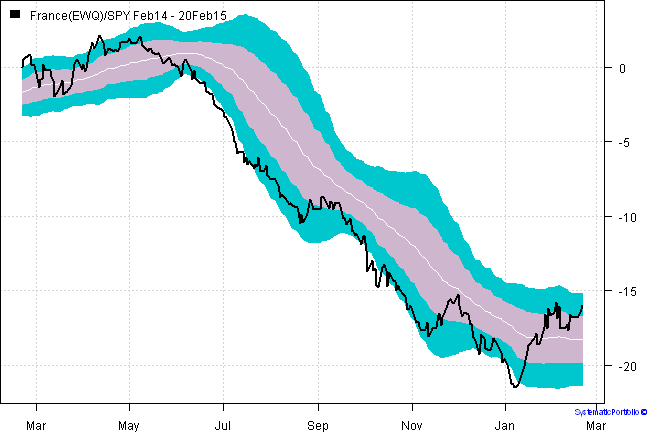 France(EWQ)/SPY Feb14 - 20Feb15
0
-5
-10
-15
-20
SystematicPortfolio ©
Mar May Jul Sep Nov Jan Mar